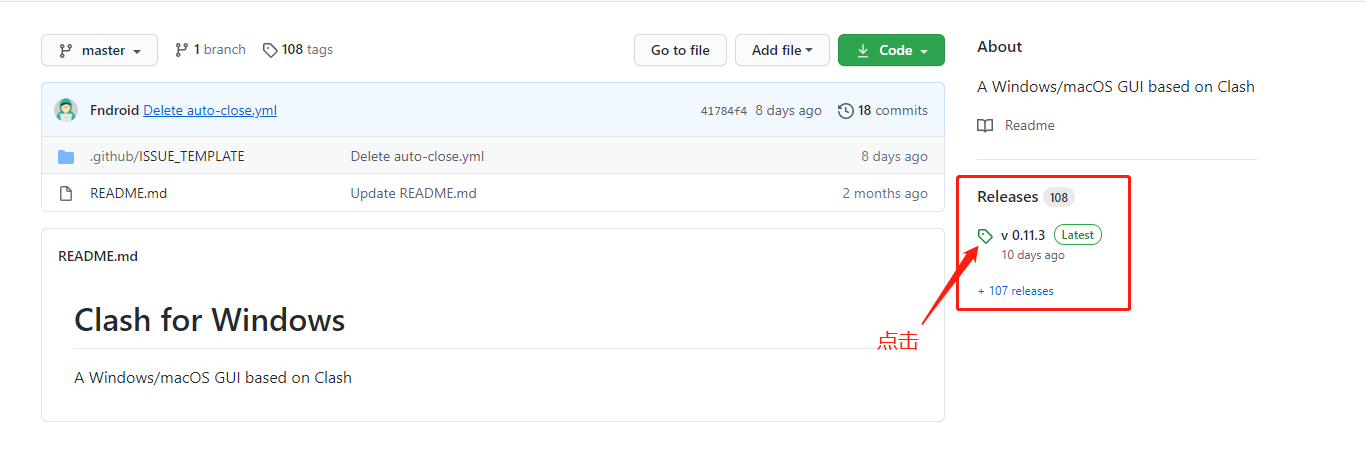 master 1 branch 108 tags Go to file Add file Code
Fndroid Delete auto-close.yml 41784f4 8 days ago 18 commits
.github/ISSUE_TEMPLATE Delete auto-close.yml 8 days ago
README.md Update README.md 2 months ago
README.md
Clash for Windows
A Windows/macOS GUI based on Clash
About
A Windows/macOS GUI based on Clash
Readme
Releases 108
v 0.11.3 Latest
10 days ago
+ 107 releases
点击